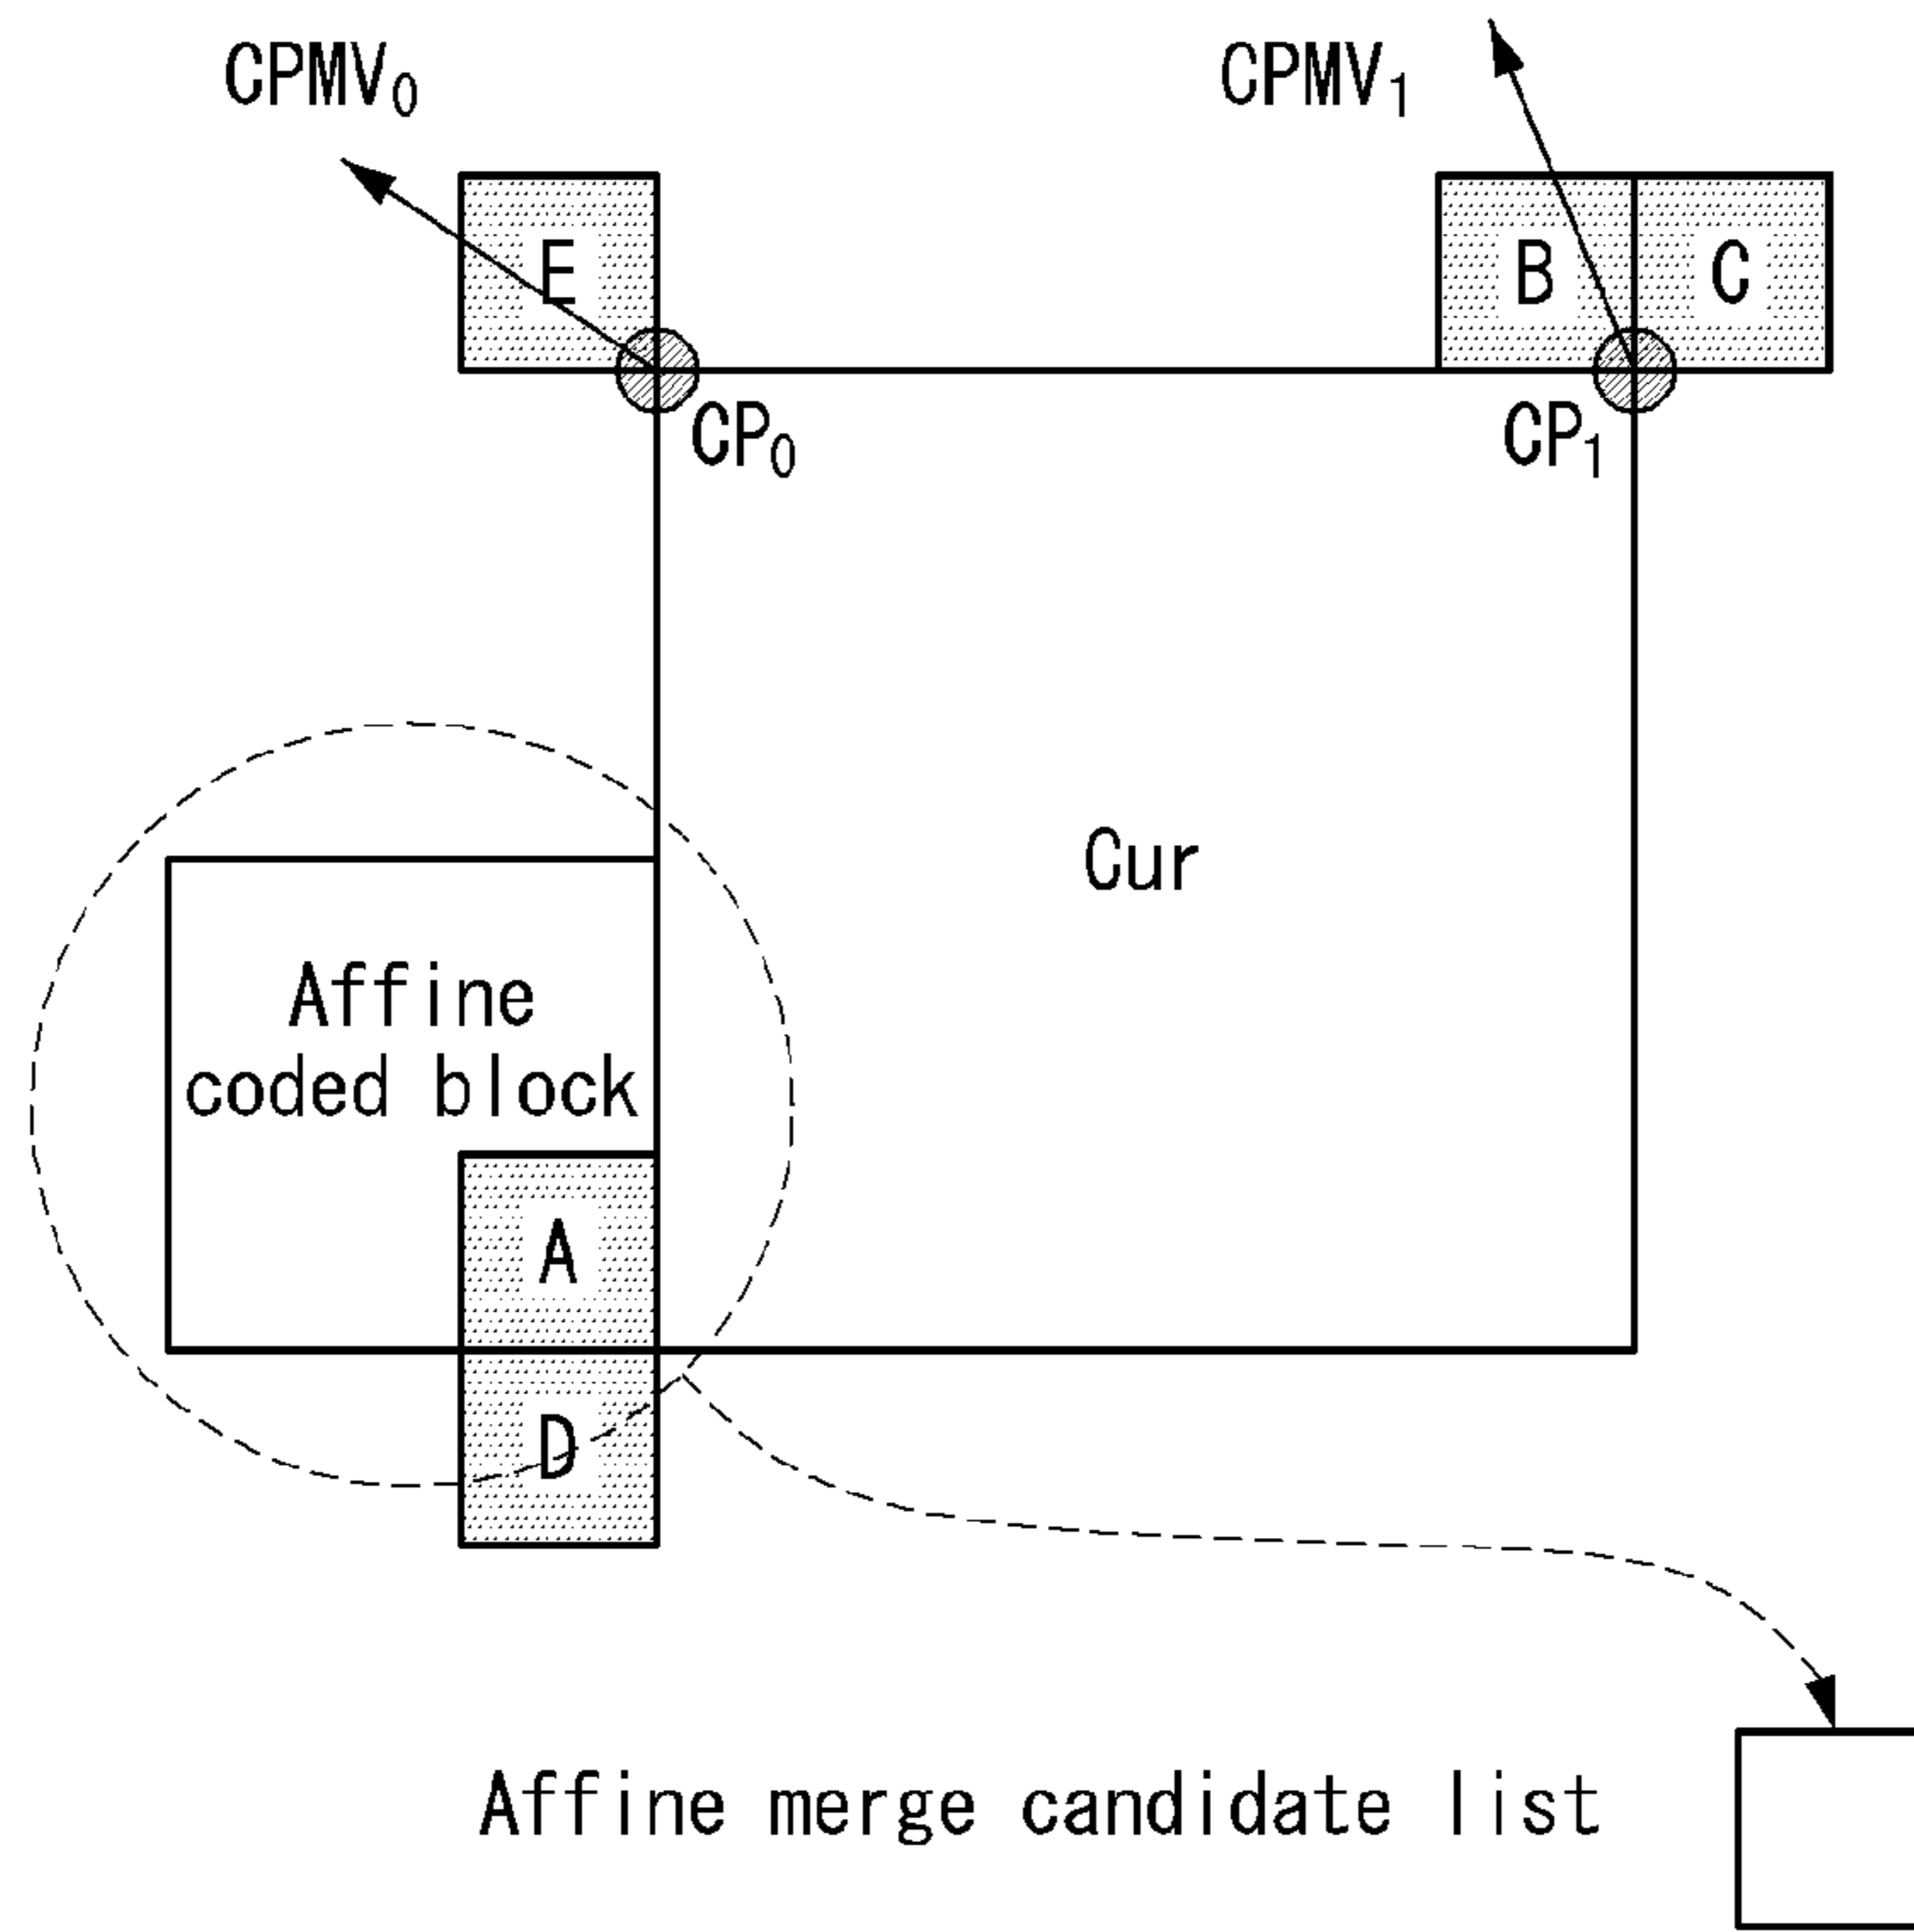 CPMV₀
CPMV₁
E
B
C
CP₀
CP₁
Cur
Affine
coded block
A
D
Affine merge candidate list